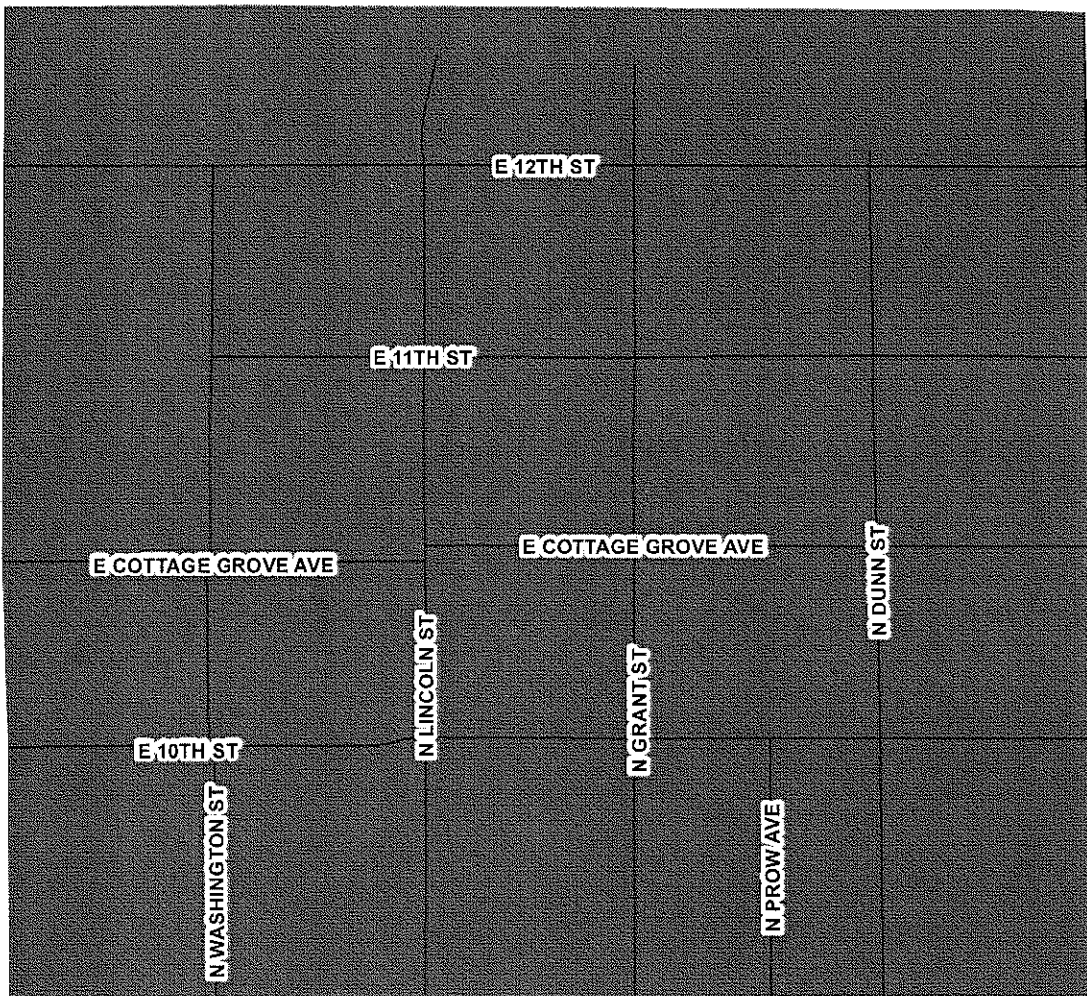 E 12TH ST
E 11TH ST
E COTTAGE GROVE AVE
E COTTAGE GROVE AVE
N DUNN ST
N LINCOLN ST
N GRANT ST
E 10TH ST
N WASHINGTON ST
N PROW AVE